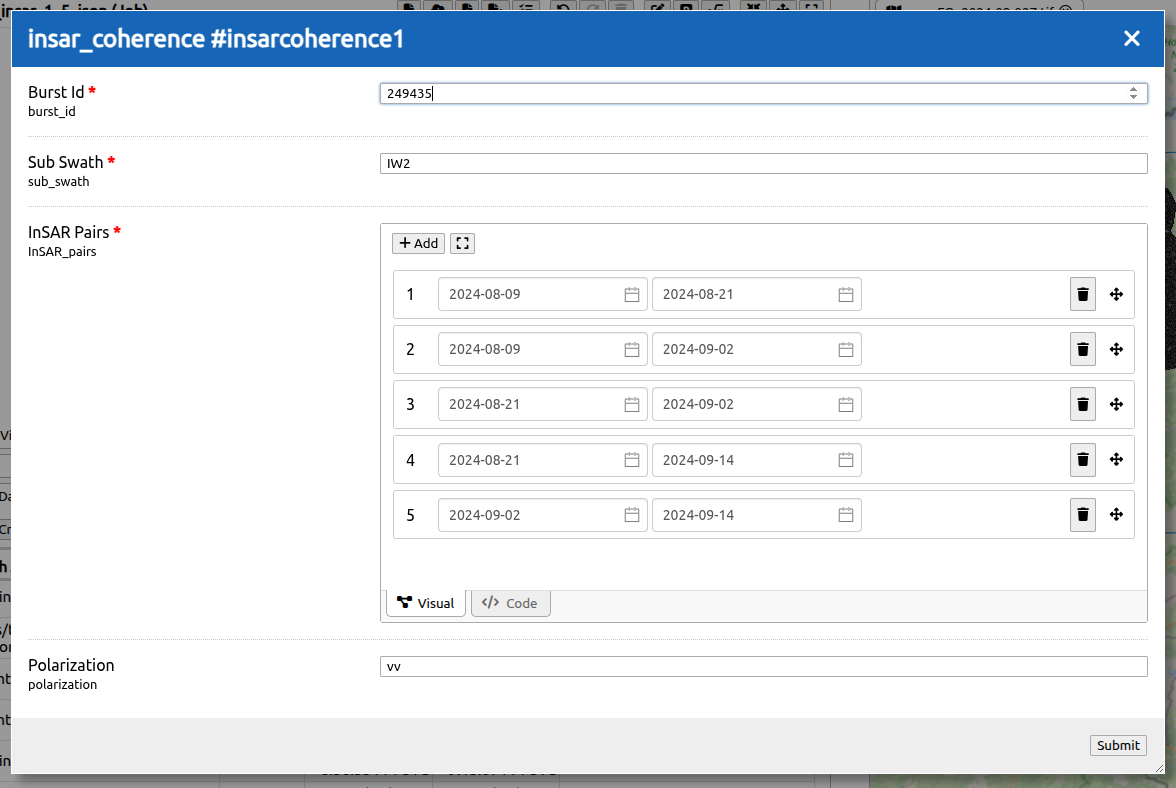 insar_coherence #insarcoherence1
Burst Id *
burst_id
249435
Sub Swath *
sub_swath
IW2
InSAR Pairs *
InSAR_pairs
Add
1 2024-08-09 2024-08-21
2 2024-08-09 2024-09-02
3 2024-08-21 2024-09-02
4 2024-08-21 2024-09-14
5 2024-09-02 2024-09-14
Visual </> Code
Polarization
polarization
vv
Submit